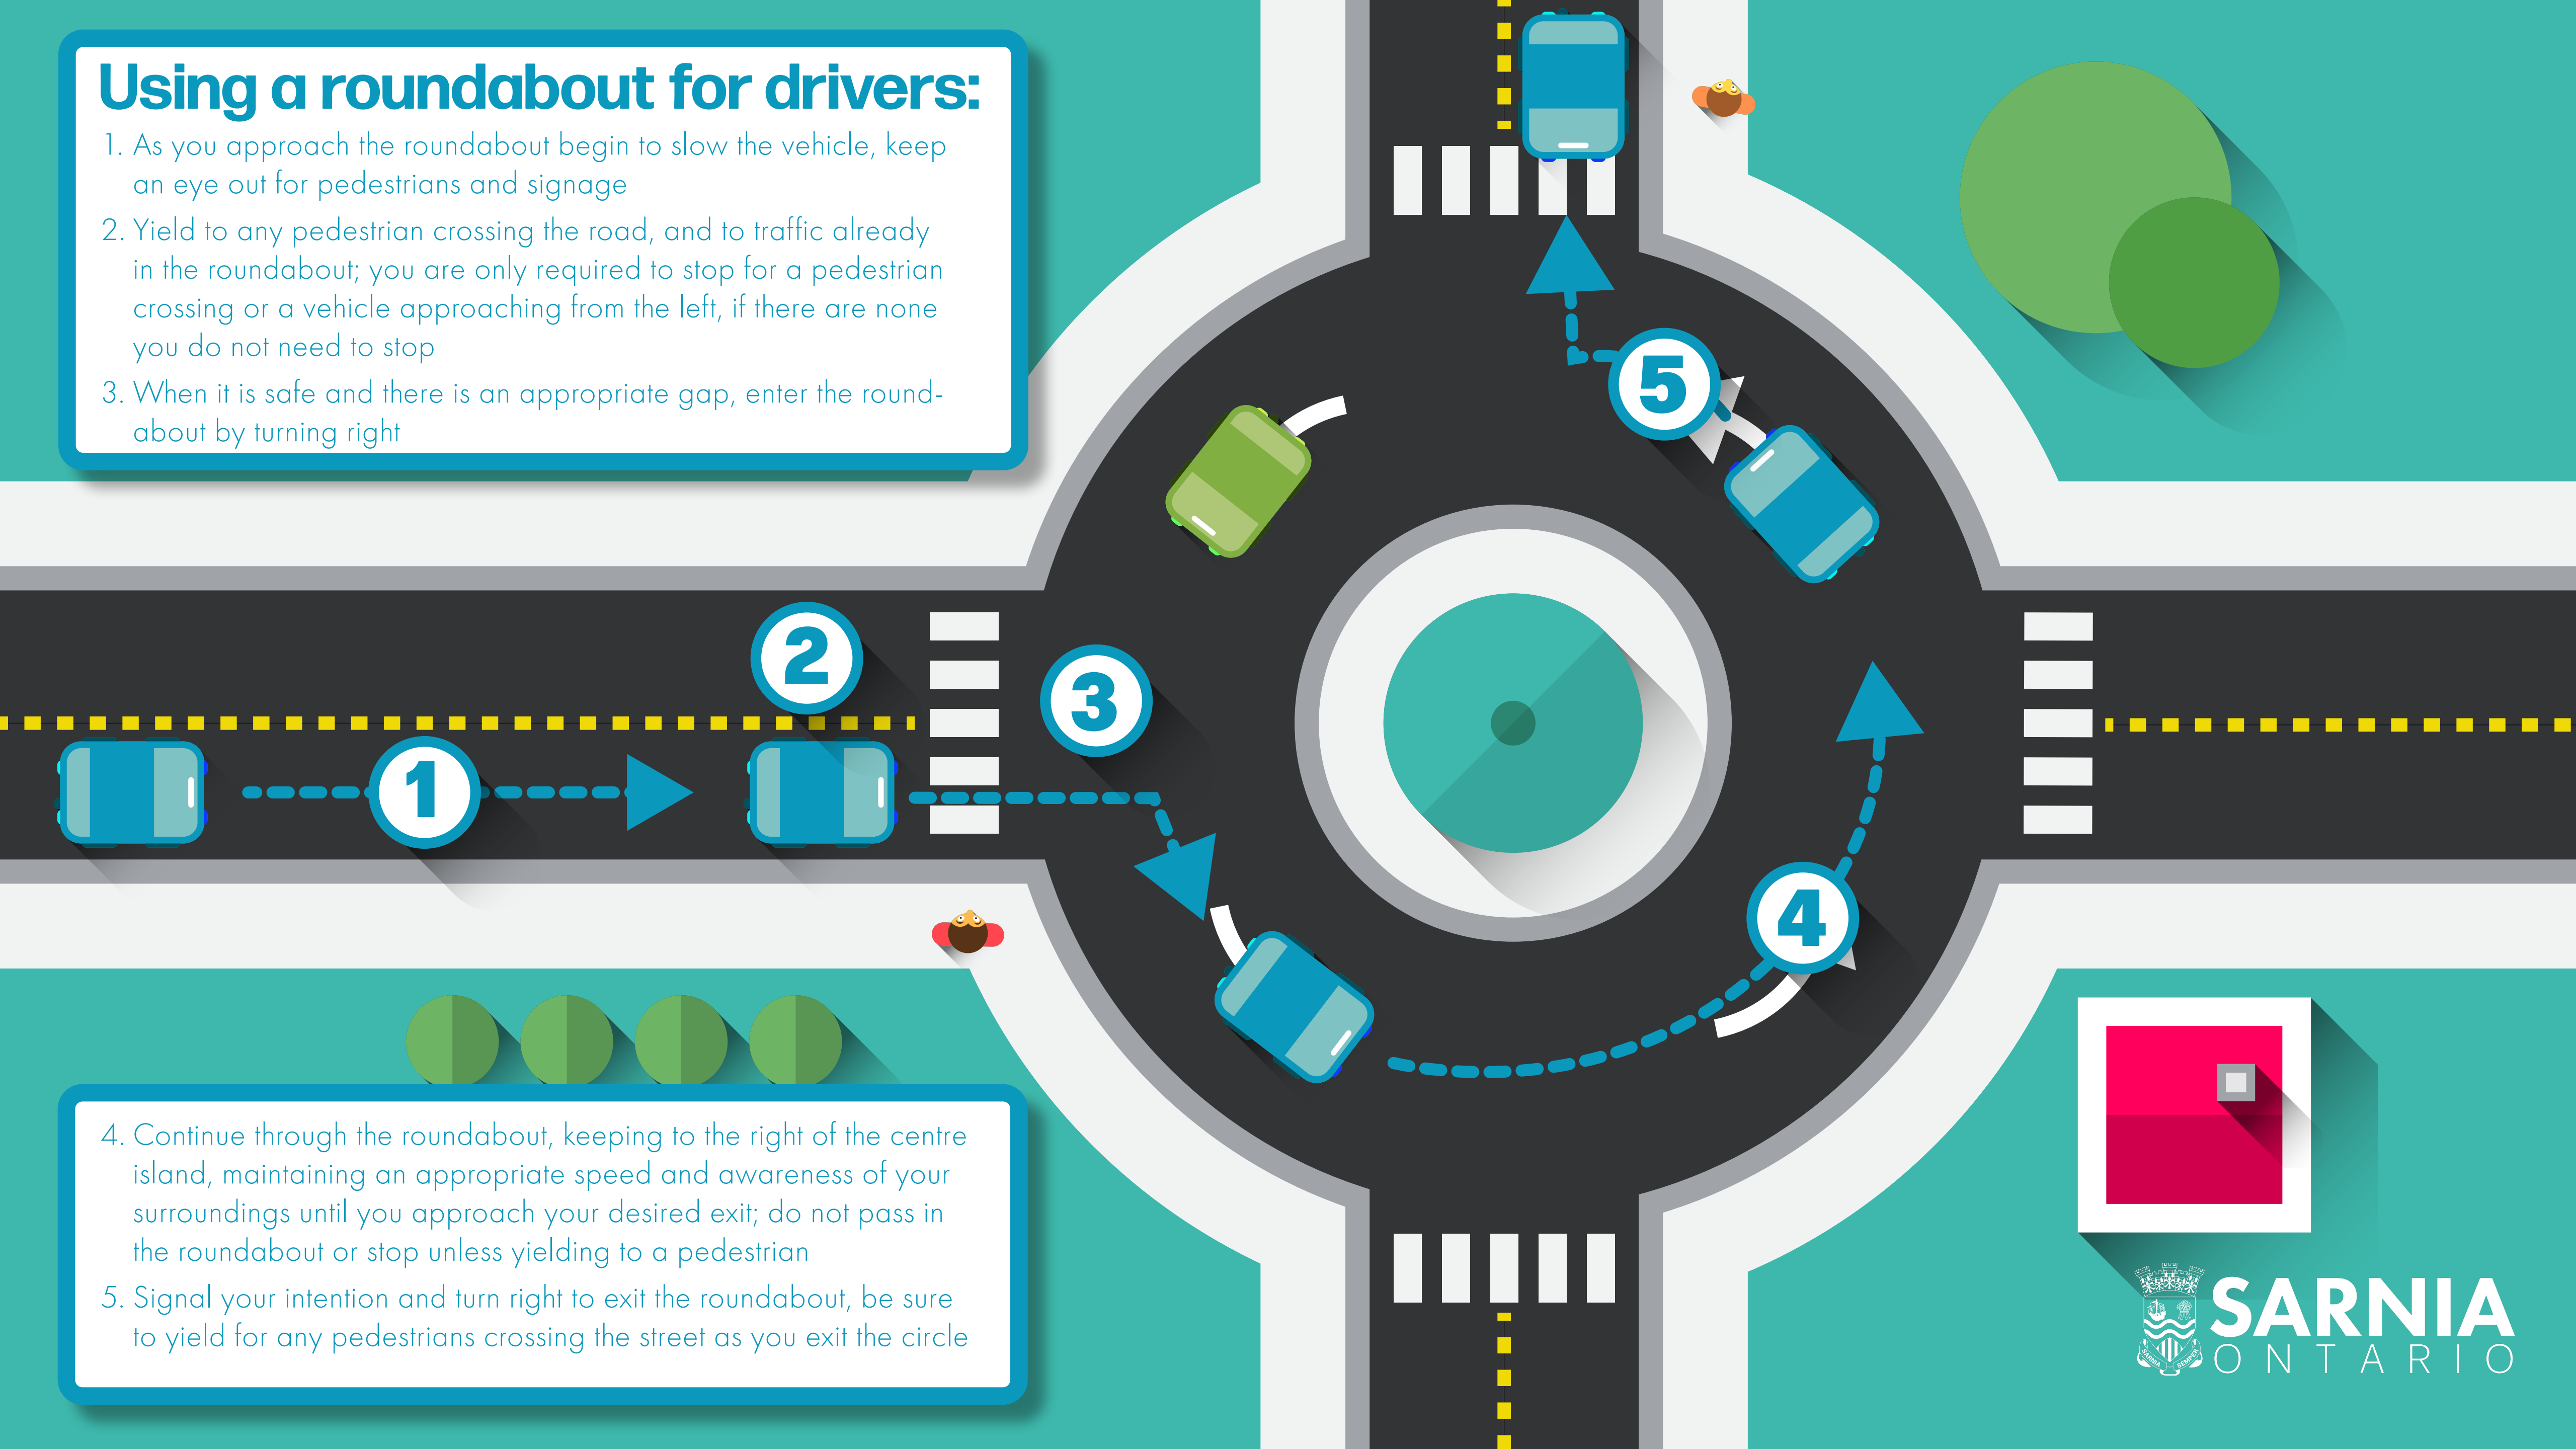 Using a roundabout for drivers:
1. As you approach the roundabout begin to slow the vehicle, keep
an eye out for pedestrians and signage
2. Yield to any pedestrian crossing the road, and to traffic already
in the roundabout; you are only required to stop for a pedestrian
crossing or a vehicle approaching from the left, if there are none
you do not need to stop
3. When it is safe and there is an appropriate gap, enter the round-
about by turning right
5
2
3
1
4
4. Continue through the roundabout, keeping to the right of the centre
island, maintaining an appropriate speed and awareness of your
surroundings until you approach your desired exit; do not pass in
the roundabout or stop unless yielding to a pedestrian
5. Signal your intention and turn right to exit the roundabout, be sure
to yield for any pedestrians crossing the street as you exit the circle
SARNIA
ONTARIO
SARNIA SEMPER